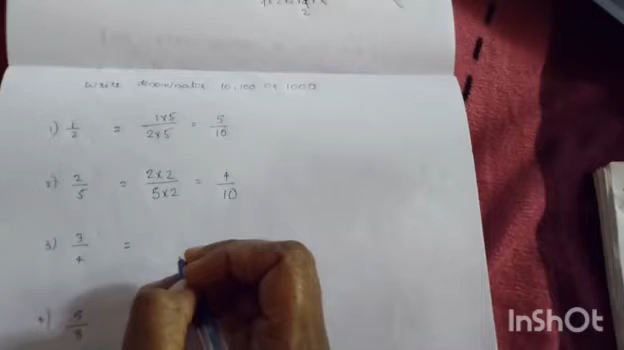 Write denominator 10, 100 or 1000
1) 1/2 = 1×5/2×5 = 5/10
2) 2/5 = 2×2/5×2 = 4/10
3) 3/4 =
4) 5/8
InShOt